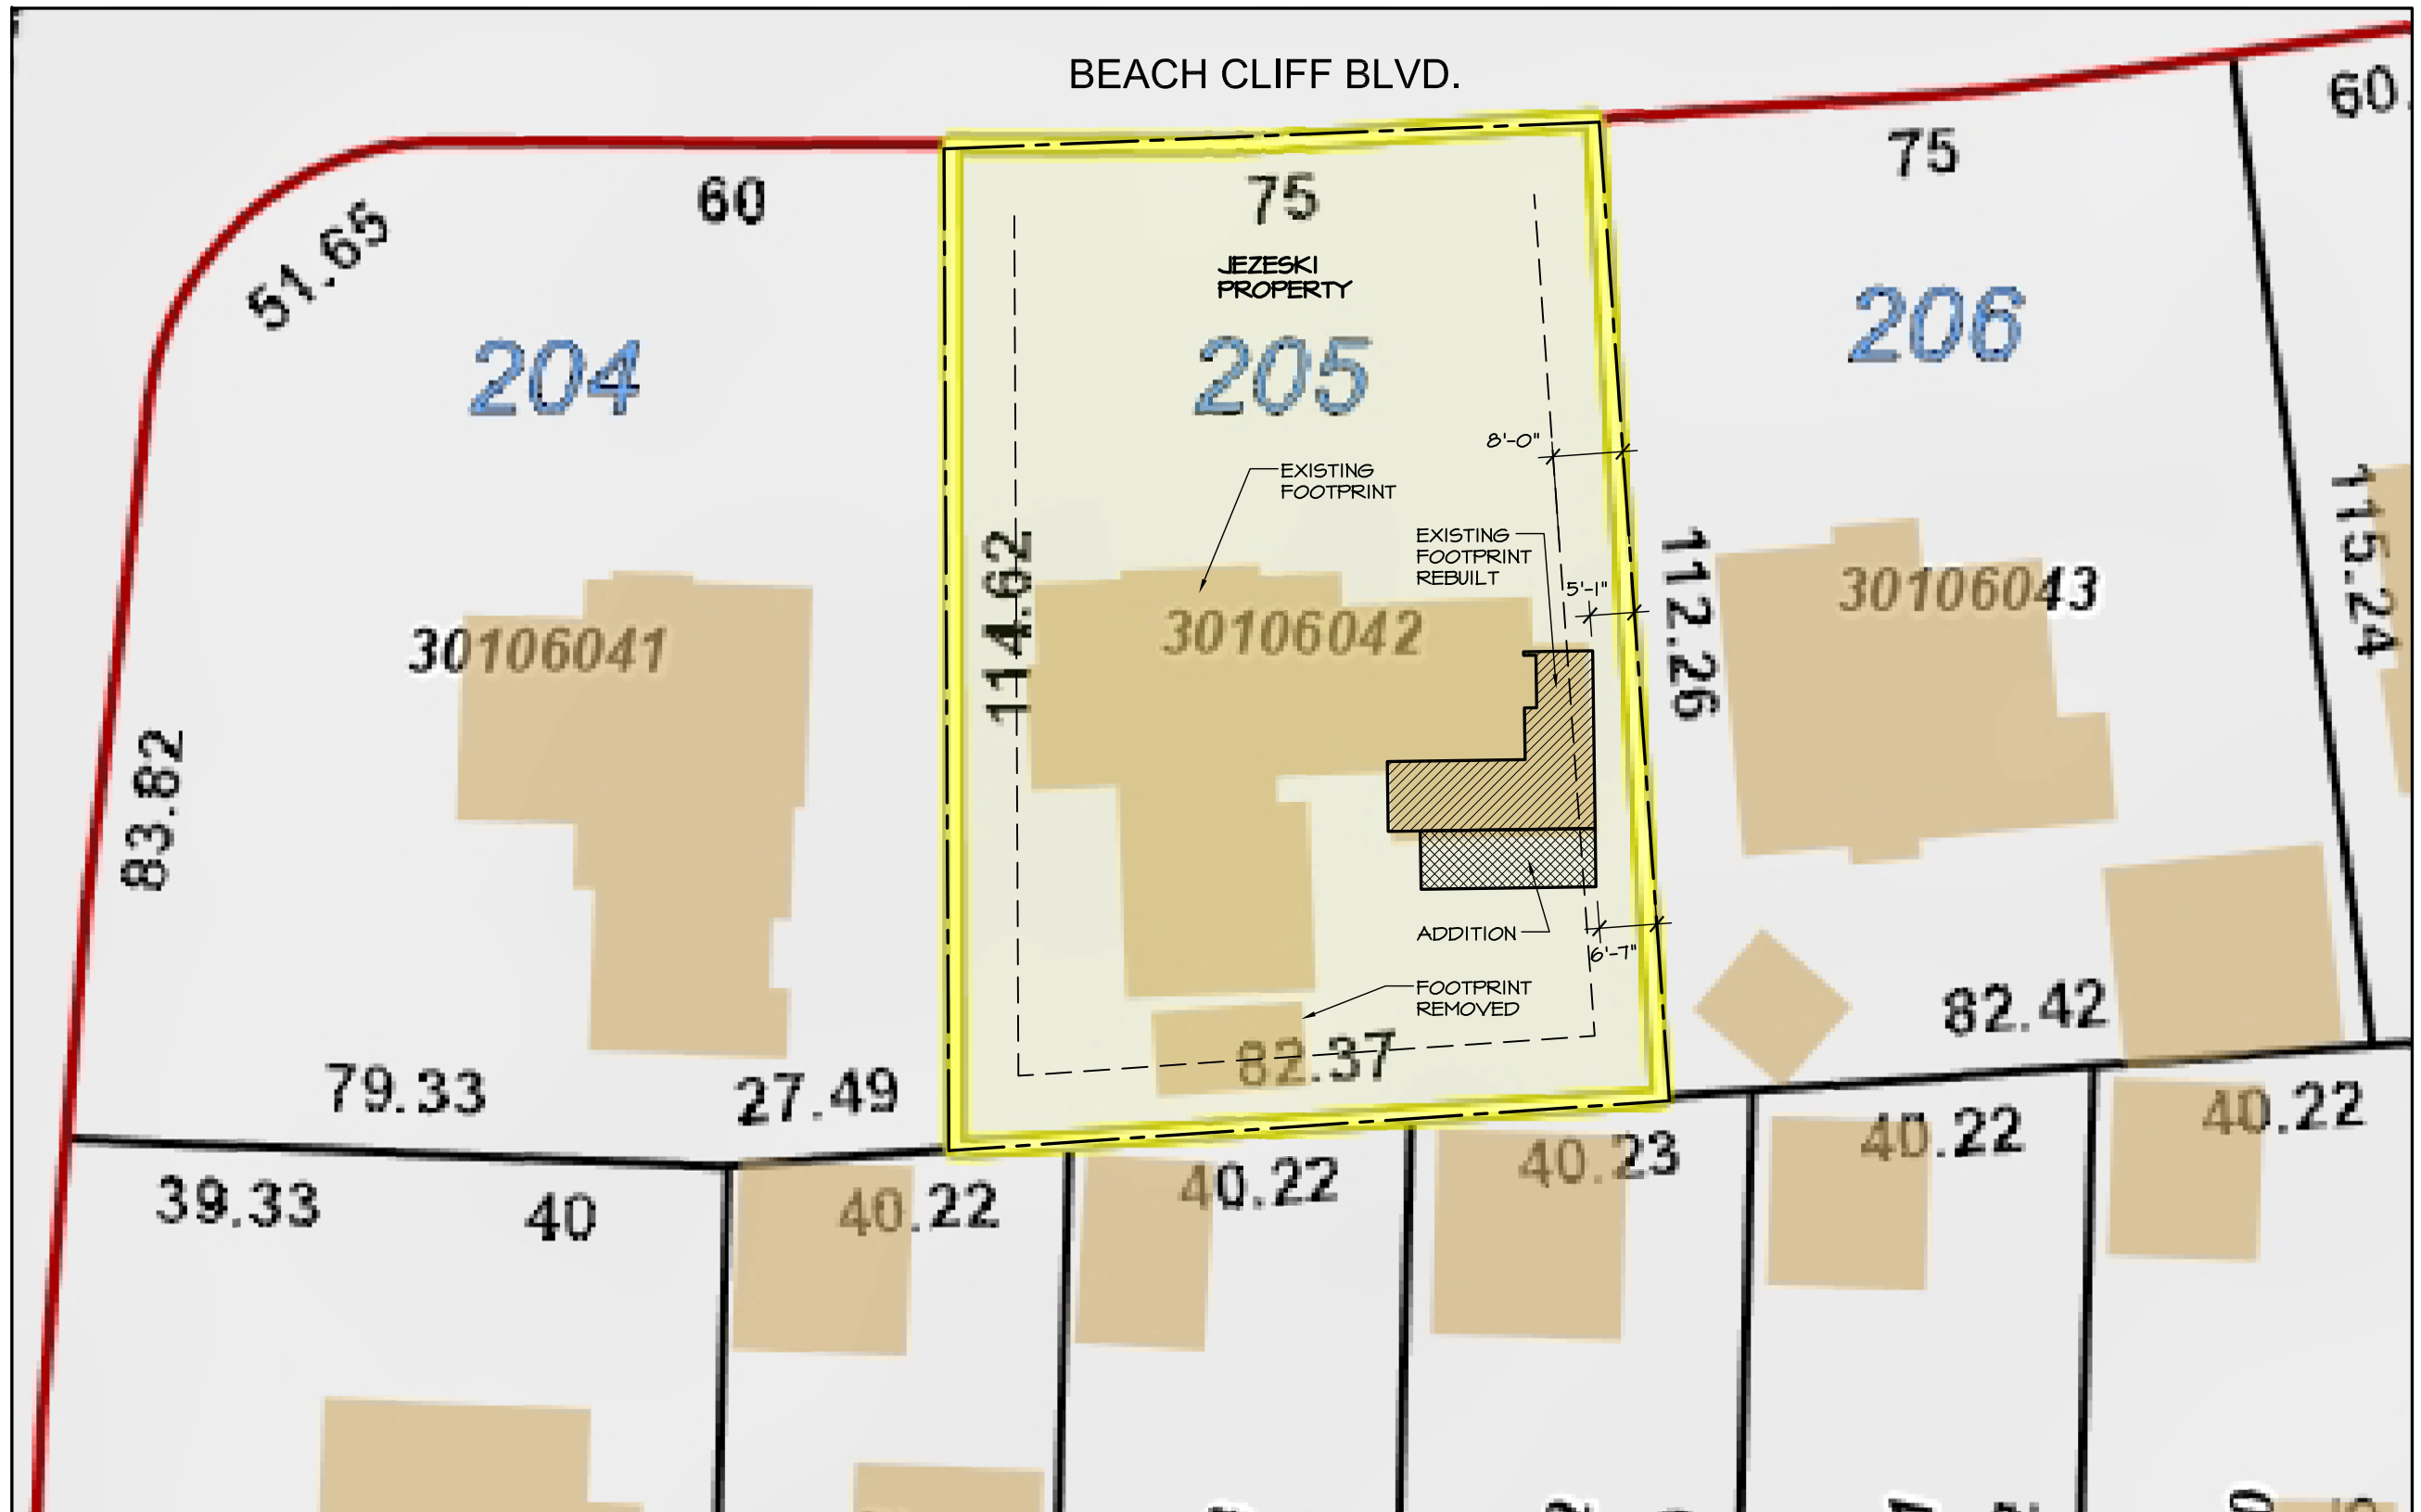 BEACH CLIFF BLVD.
60
75
75
60.
51.65
JEZESKI
PROPERTY
204
205
206
8'-0"
EXISTING
FOOTPRINT
EXISTING
FOOTPRINT
REBUILT
5'-1"
114.62
112.26
115.24
30106041
30106042
30106043
83.82
ADDITION
6'-7"
FOOTPRINT
REMOVED
82.37
82.42
79.33
27.49
39.33
40
40.22
40.22
40.23
40.22
40.22